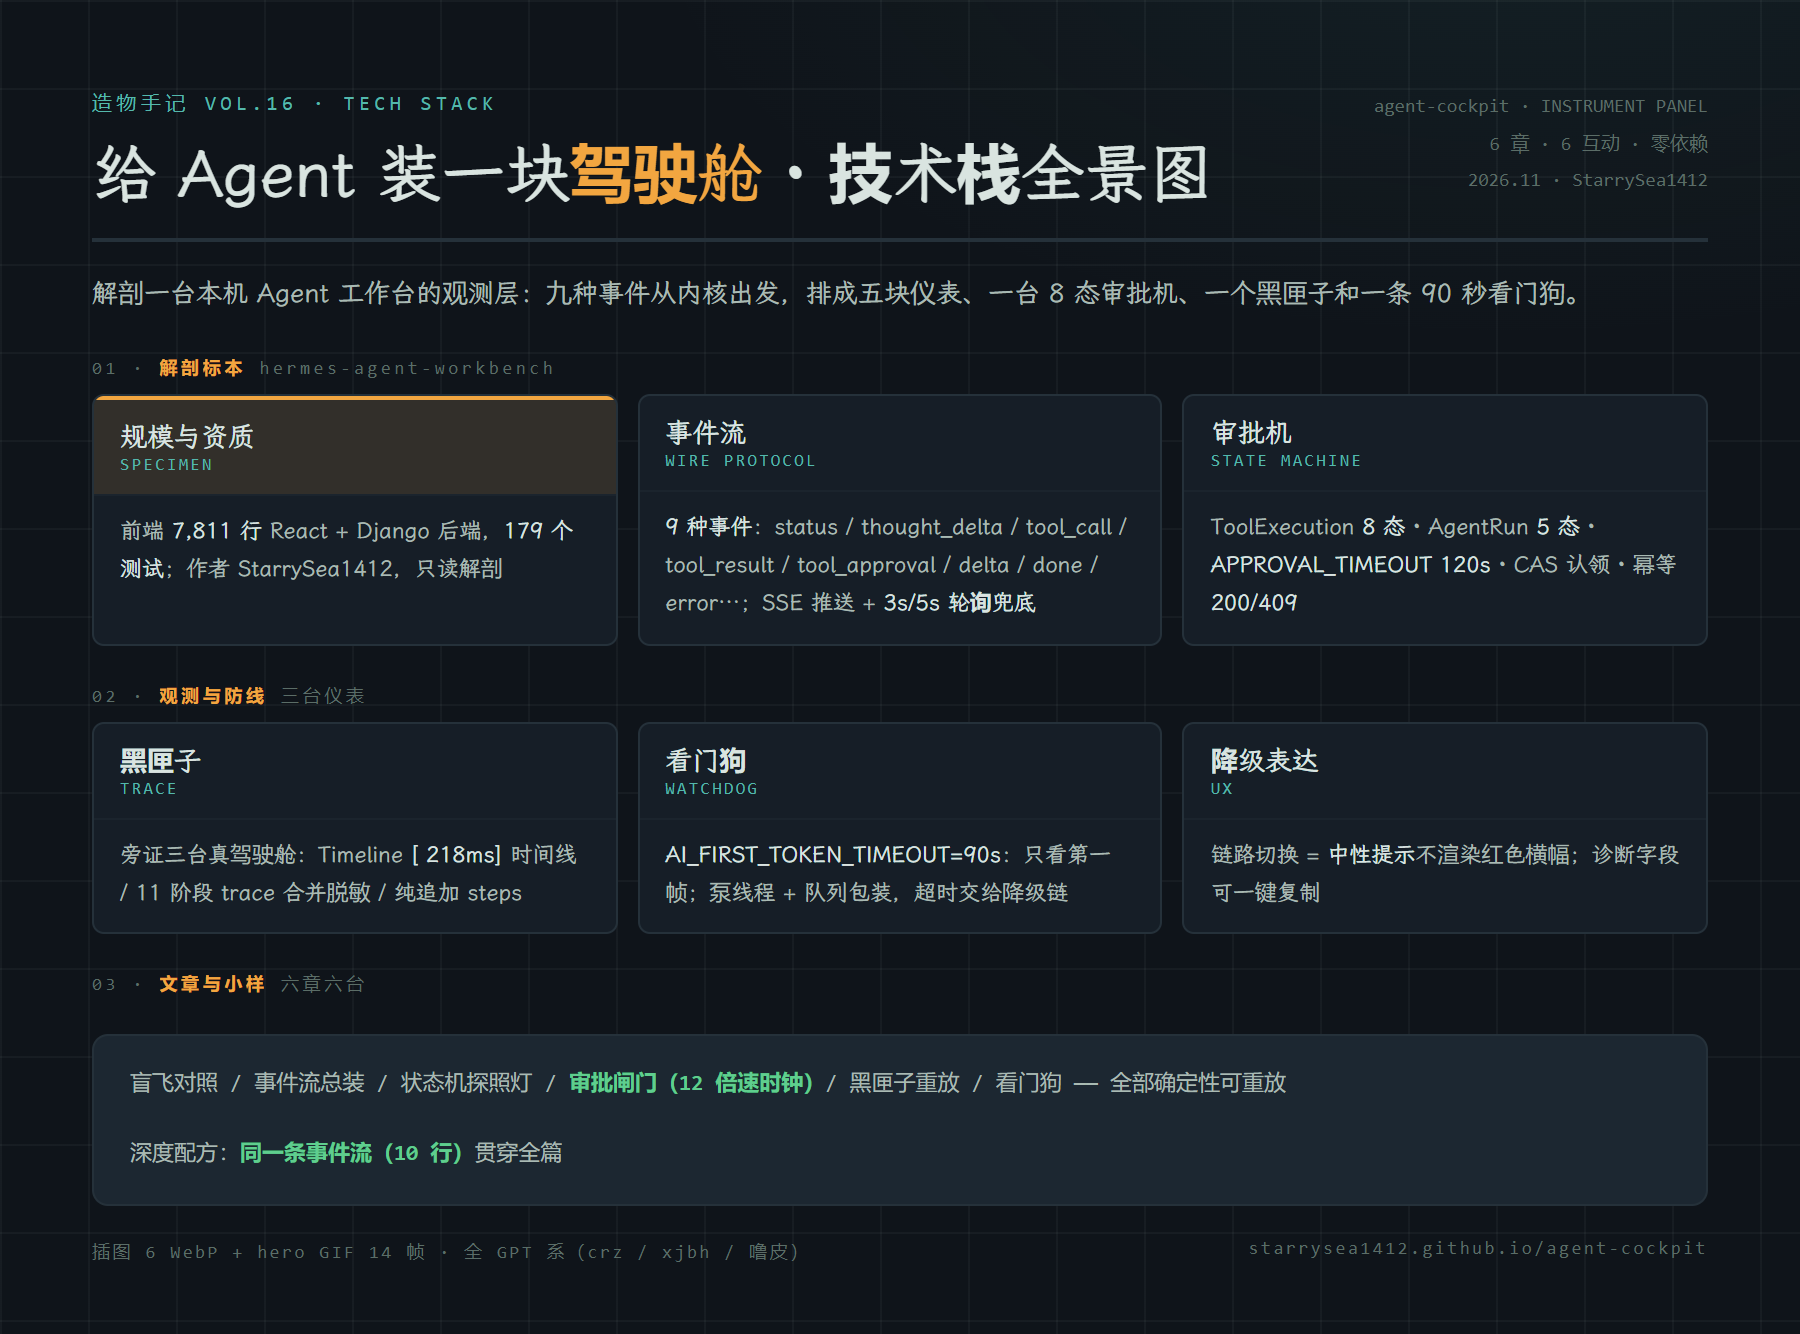 造物手记 VOL.16 · TECH STACK
给 Agent 装一块驾驶舱 · 技术栈全景图
agent-cockpit · INSTRUMENT PANEL
6 章 · 6 互动 · 零依赖
2026.11 · StarrySea1412
解剖一台本机 Agent 工作台的观测层：九种事件从内核出发，排成五块仪表、一台 8 态审批机、一个黑匣子和一条 90 秒看门狗。
01 · 解剖标本 hermes-agent-workbench
规模与资质
SPECIMEN
前端 7,811 行 React + Django 后端，179 个
测试；作者 StarrySea1412，只读解剖
事件流
WIRE PROTOCOL
9 种事件：status / thought_delta / tool_call /
tool_result / tool_approval / delta / done /
error…；SSE 推送 + 3s/5s 轮询兜底
审批机
STATE MACHINE
ToolExecution 8 态 · AgentRun 5 态 ·
APPROVAL_TIMEOUT 120s · CAS 认领 · 幂等
200/409
02 · 观测与防线 三台仪表
黑匣子
TRACE
旁证三台真驾驶舱：Timeline [ 218ms] 时间线
/ 11 阶段 trace 合并脱敏 / 纯追加 steps
看门狗
WATCHDOG
AI_FIRST_TOKEN_TIMEOUT=90s：只看第一
帧；泵线程 + 队列包装，超时交给降级链
降级表达
UX
链路切换 = 中性提示不渲染红色横幅；诊断字段
可一键复制
03 · 文章与小样 六章六台
盲飞对照 / 事件流总装 / 状态机探照灯 / 审批闸门（12 倍速时钟）/ 黑匣子重放 / 看门狗 — 全部确定性可重放
深度配方：同一条事件流（10 行）贯穿全篇
插图 6 WebP + hero GIF 14 帧 · 全 GPT 系（crz / xjbh / 噜皮）
starrysea1412.github.io/agent-cockpit